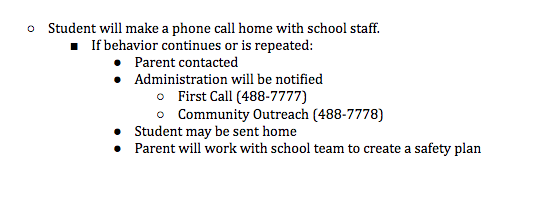 Student will make a phone call home with school staff.
If behavior continues or is repeated:
Parent contacted
Administration will be notified
First Call (488-7777)
Community Outreach (488-7778)
Student may be sent home
Parent will work with school team to create a safety plan